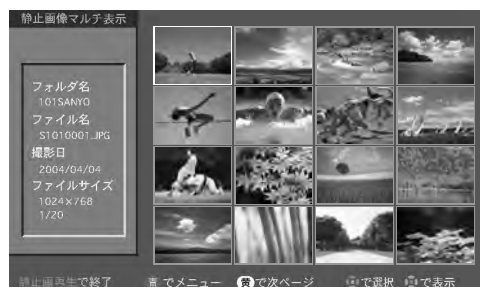 静止画像マルチ表示
フォルダ名
101SANYO
ファイル名
S1010001.JPG
撮影日
2004/04/04
ファイルサイズ
1024×768
1/20
静止画再生で終了
青 でメニュー
黄で次ページ
で選択
で表示